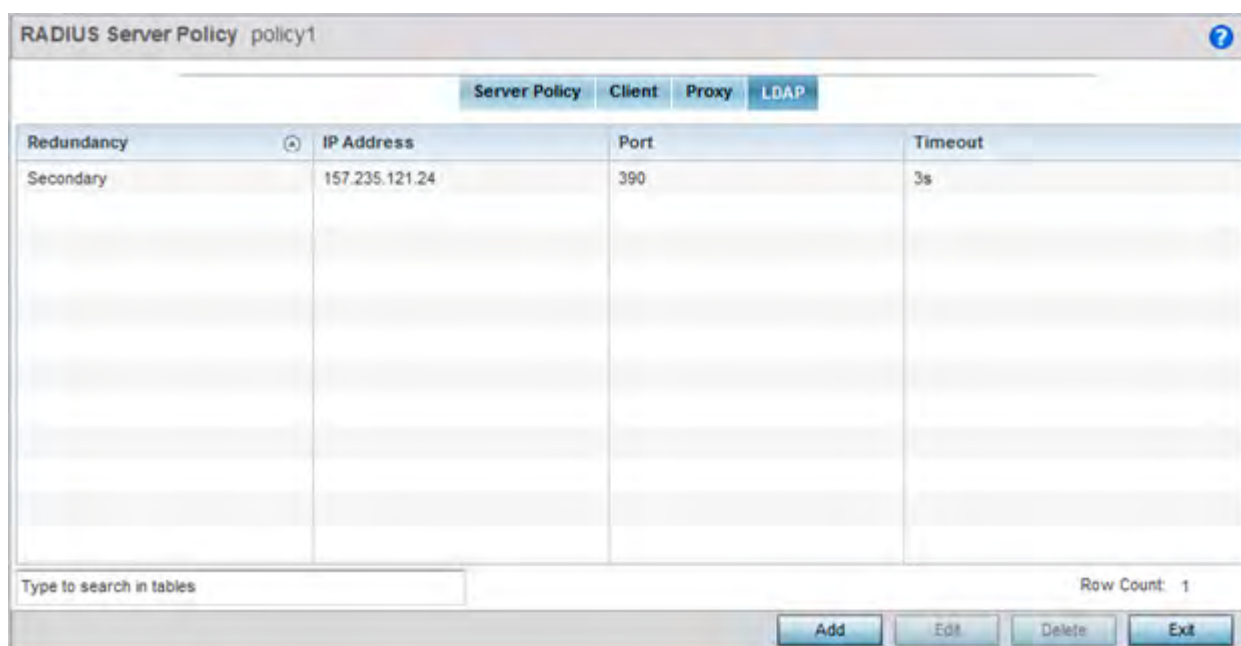 RADIUS Server Policy policy1 ?
Server Policy Client Proxy LDAP
Redundancy IP Address Port Timeout
Secondary 157.235.121.24 390 3s
Type to search in tables Row Count: 1
Add Edit Delete Exit